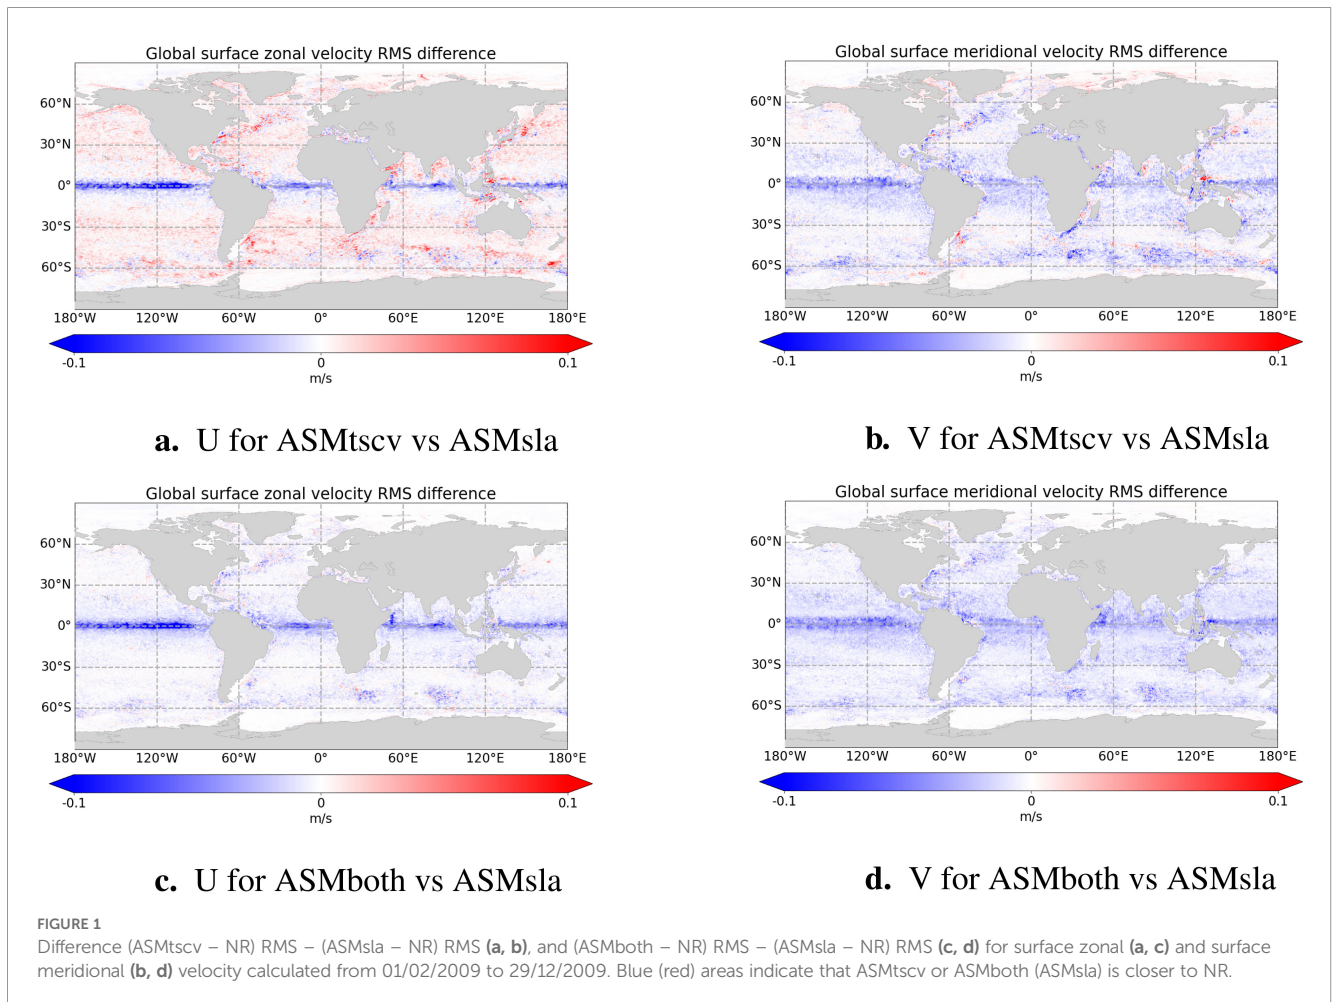 Global surface zonal velocity RMS difference
60°N
30°N
0°
30°S
60°S
180°W 120°W 60°W 0° 60°E 120°E 180°E
-0.1 0 0.1
m/s
a. U for ASMtscv vs ASMsla
Global surface meridional velocity RMS difference
60°N
30°N
0°
30°S
60°S
180°W 120°W 60°W 0° 60°E 120°E 180°E
-0.1 0 0.1
m/s
b. V for ASMtscv vs ASMsla
Global surface zonal velocity RMS difference
60°N
30°N
0°
30°S
60°S
180°W 120°W 60°W 0° 60°E 120°E 180°E
-0.1 0 0.1
m/s
c. U for ASMboth vs ASMsla
Global surface meridional velocity RMS difference
60°N
30°N
0°
30°S
60°S
180°W 120°W 60°W 0° 60°E 120°E 180°E
-0.1 0 0.1
m/s
d. V for ASMboth vs ASMsla
FIGURE 1
Difference (ASMtscv – NR) RMS – (ASMsla – NR) RMS (a, b), and (ASMboth – NR) RMS – (ASMsla – NR) RMS (c, d) for surface zonal (a, c) and surface
meridional (b, d) velocity calculated from 01/02/2009 to 29/12/2009. Blue (red) areas indicate that ASMtscv or ASMboth (ASMsla) is closer to NR.